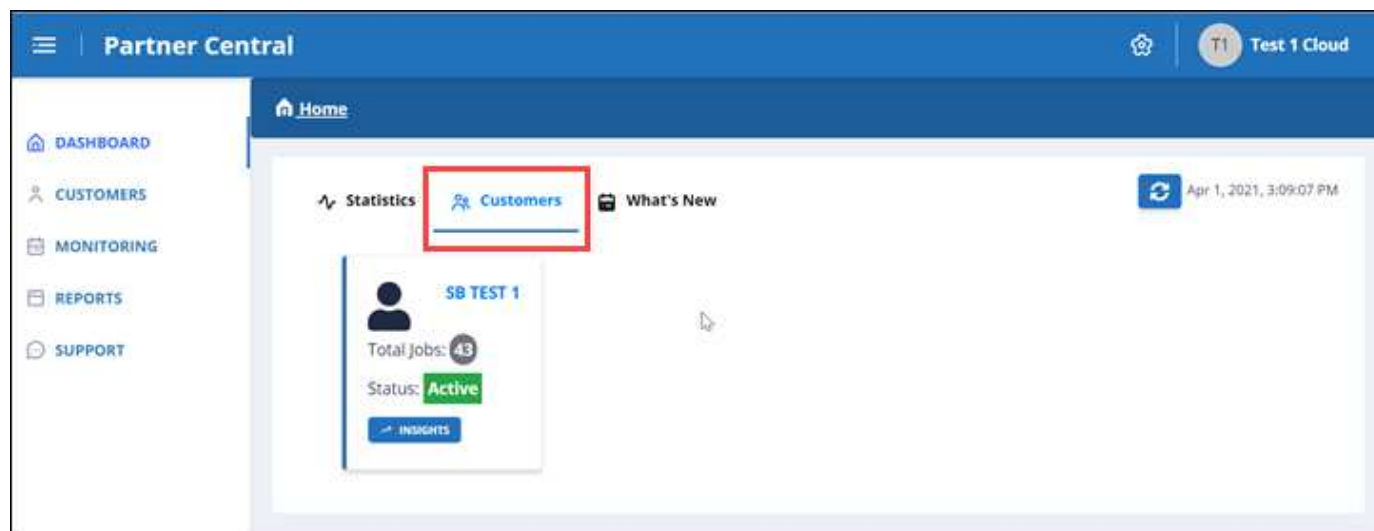 Partner Central
T1 Test 1 Cloud
Home
DASHBOARD
CUSTOMERS
MONITORING
REPORTS
SUPPORT
Statistics Customers What's New
Apr 1, 2021, 3:09:07 PM
SB TEST 1
Total Jobs: 43
Status: Active
INSIGHTS